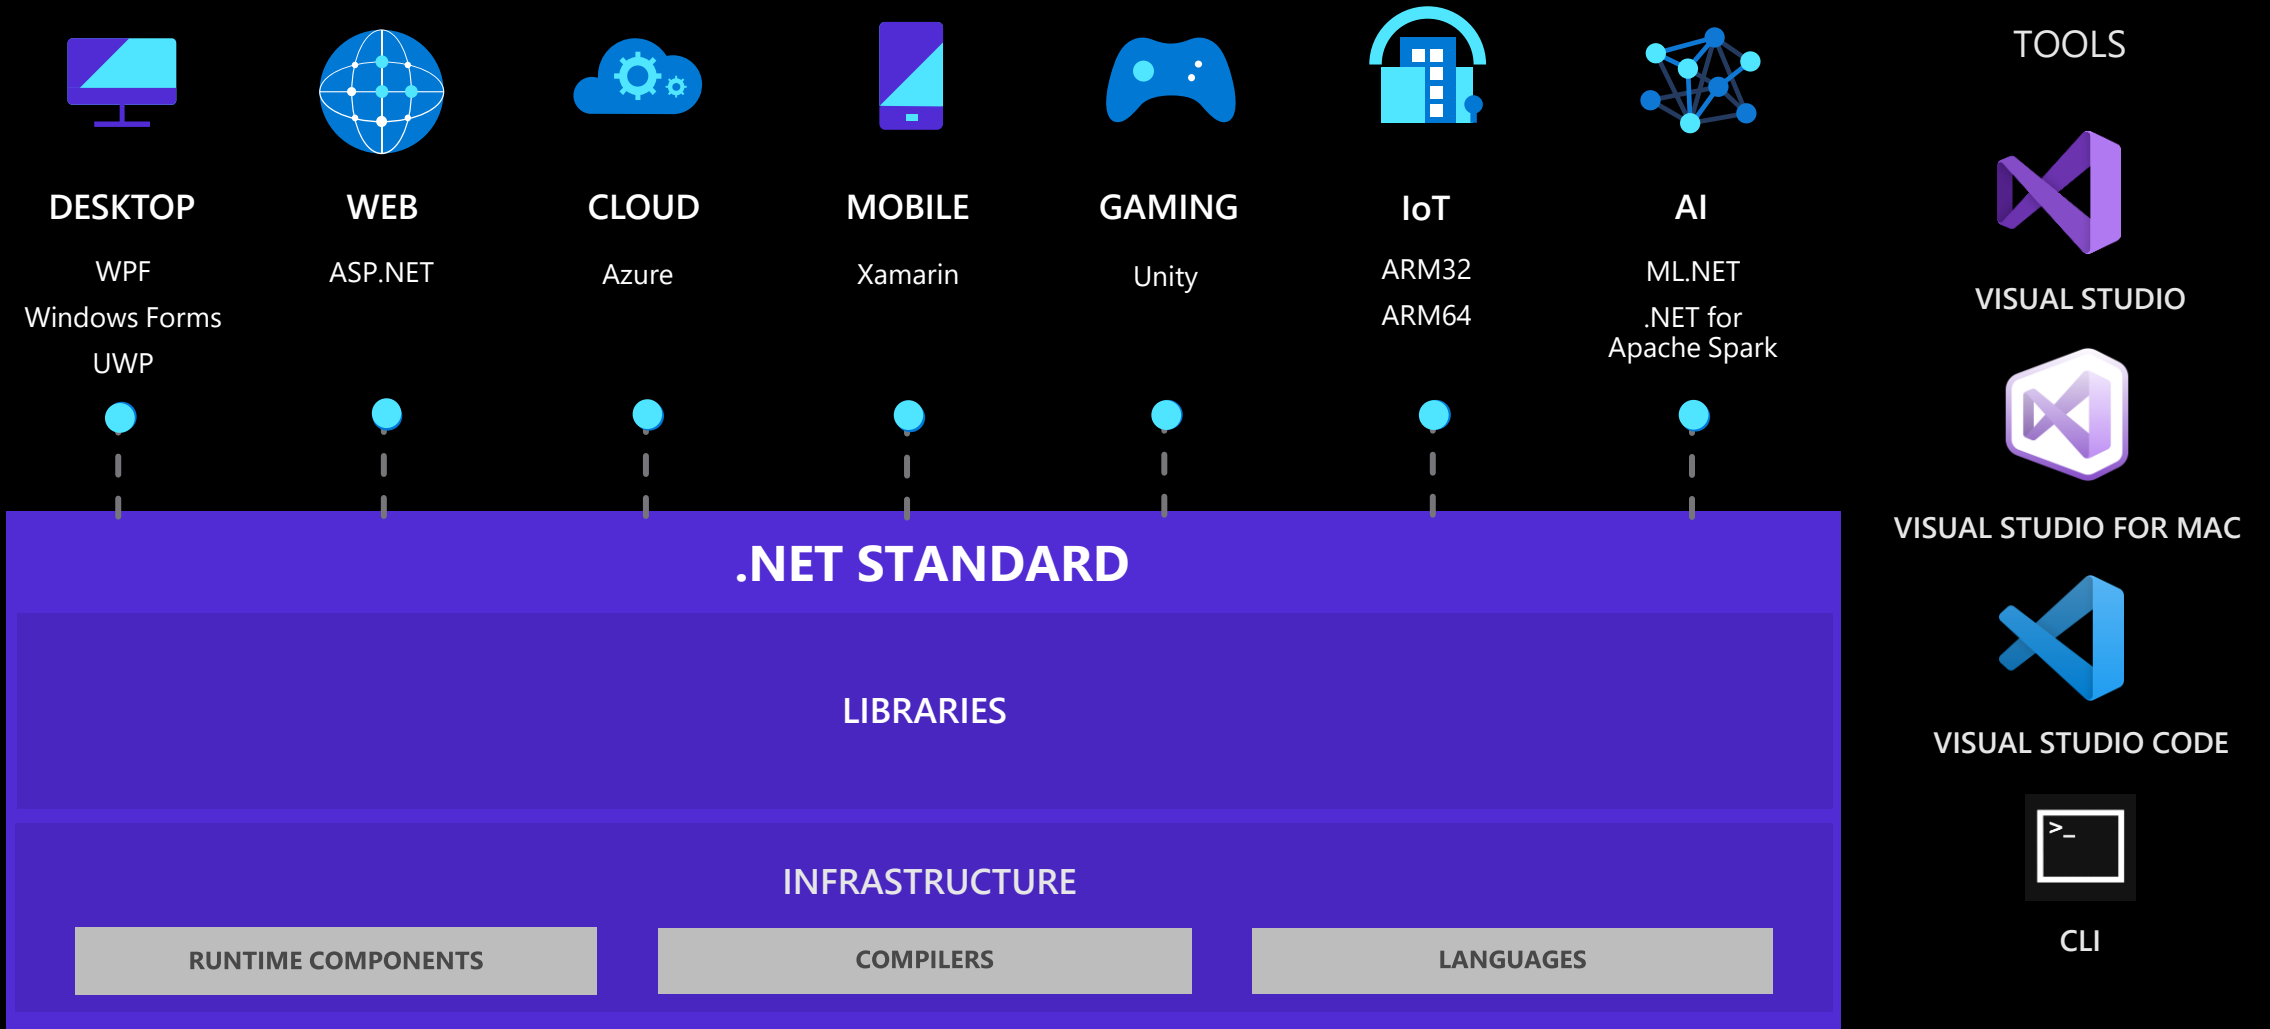 DESKTOP
WPF
Windows Forms
UWP
WEB
ASP.NET
CLOUD
Azure
MOBILE
Xamarin
GAMING
Unity
IoT
ARM32
ARM64
AI
ML.NET
.NET for
Apache Spark
.NET STANDARD
LIBRARIES
INFRASTRUCTURE
RUNTIME COMPONENTS
COMPILERS
LANGUAGES
TOOLS
VISUAL STUDIO
VISUAL STUDIO FOR MAC
VISUAL STUDIO CODE
>_
CLI